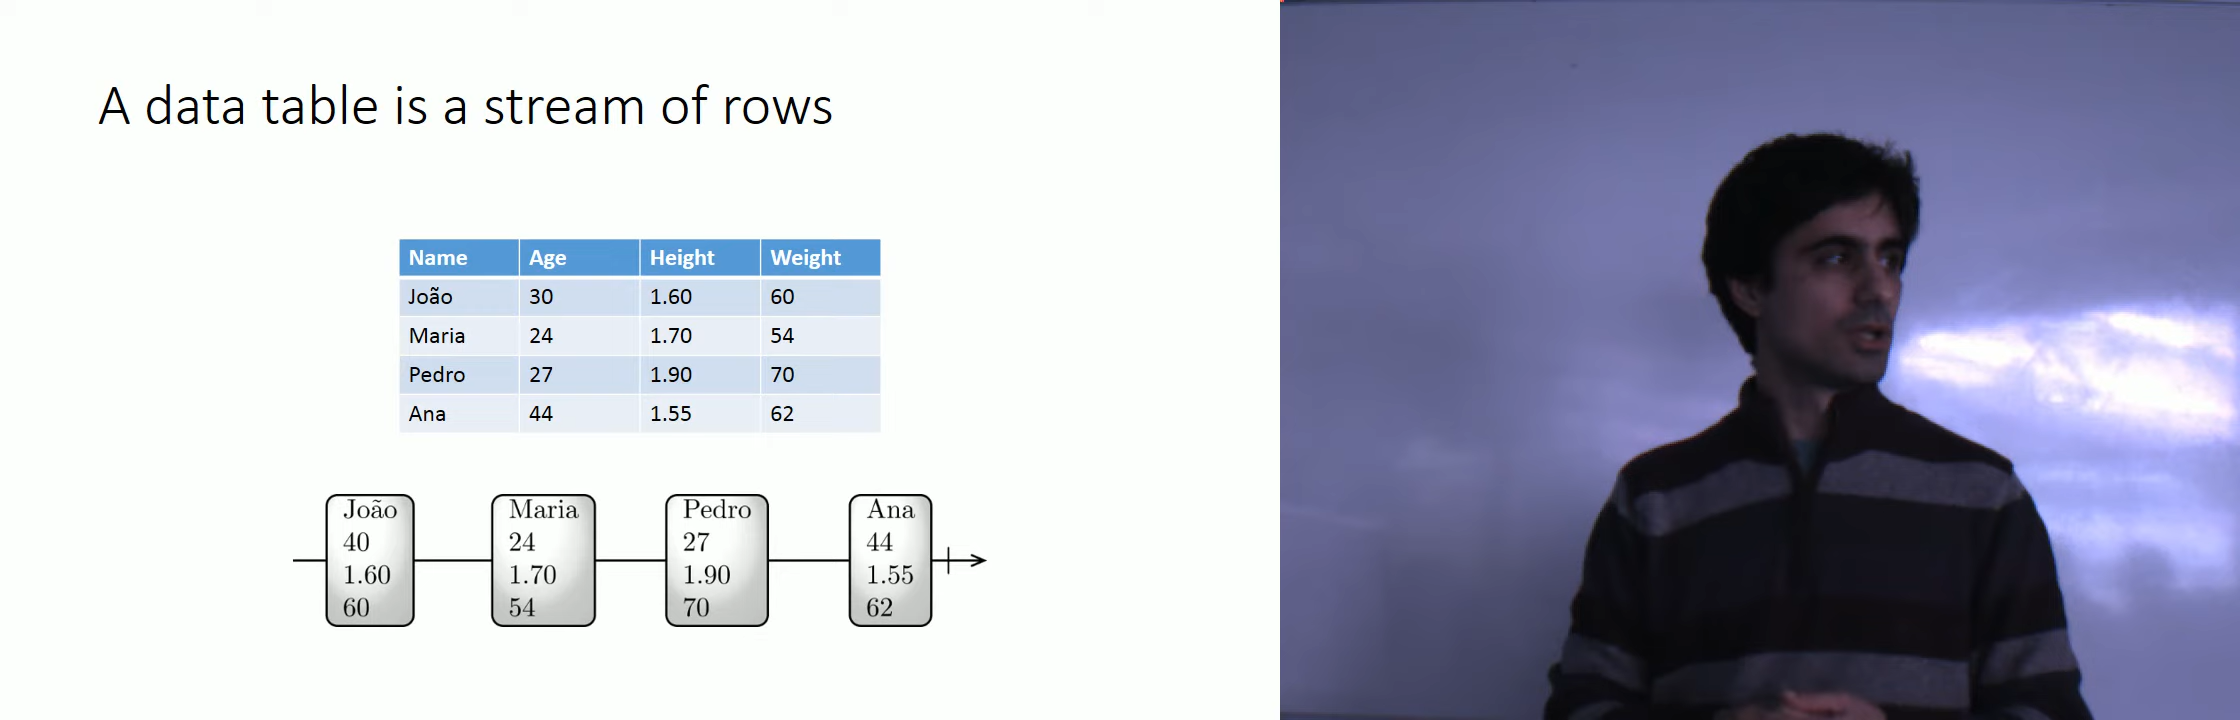 A data table is a stream of rows
Name Age Height Weight
João 30 1.60 60
Maria 24 1.70 54
Pedro 27 1.90 70
Ana 44 1.55 62
João
40
1.60
60
Maria
24
1.70
54
Pedro
27
1.90
70
Ana
44
1.55
62